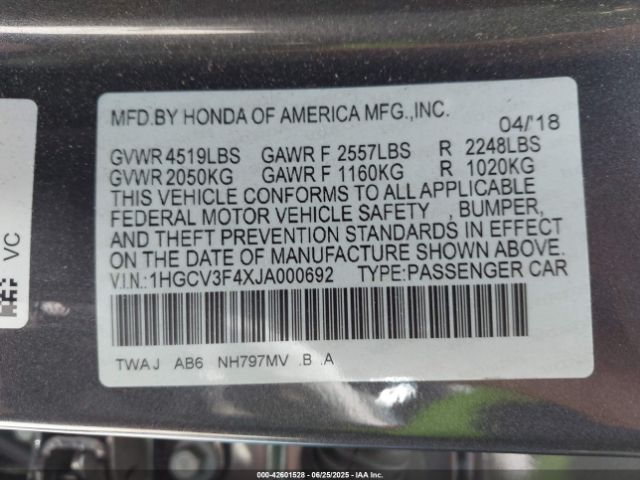 MFD.BY HONDA OF AMERICA MFG.,INC.
04/'18
GVWR 4519LBS GAWR F 2557LBS R 2248LBS
GVWR 2050KG GAWR F 1160KG R 1020KG
THIS VEHICLE CONFORMS TO ALL APPLICABLE
FEDERAL MOTOR VEHICLE SAFETY , BUMPER,
AND THEFT PREVENTION STANDARDS IN EFFECT
ON THE DATE OF MANUFACTURE SHOWN ABOVE.
V.I.N.:1HGCV3F4XJA000692 TYPE:PASSENGER CAR
TWAJ AB6 NH797MV .B .A
VC
000-42601528 - 06/25/2025 - IAA Inc.